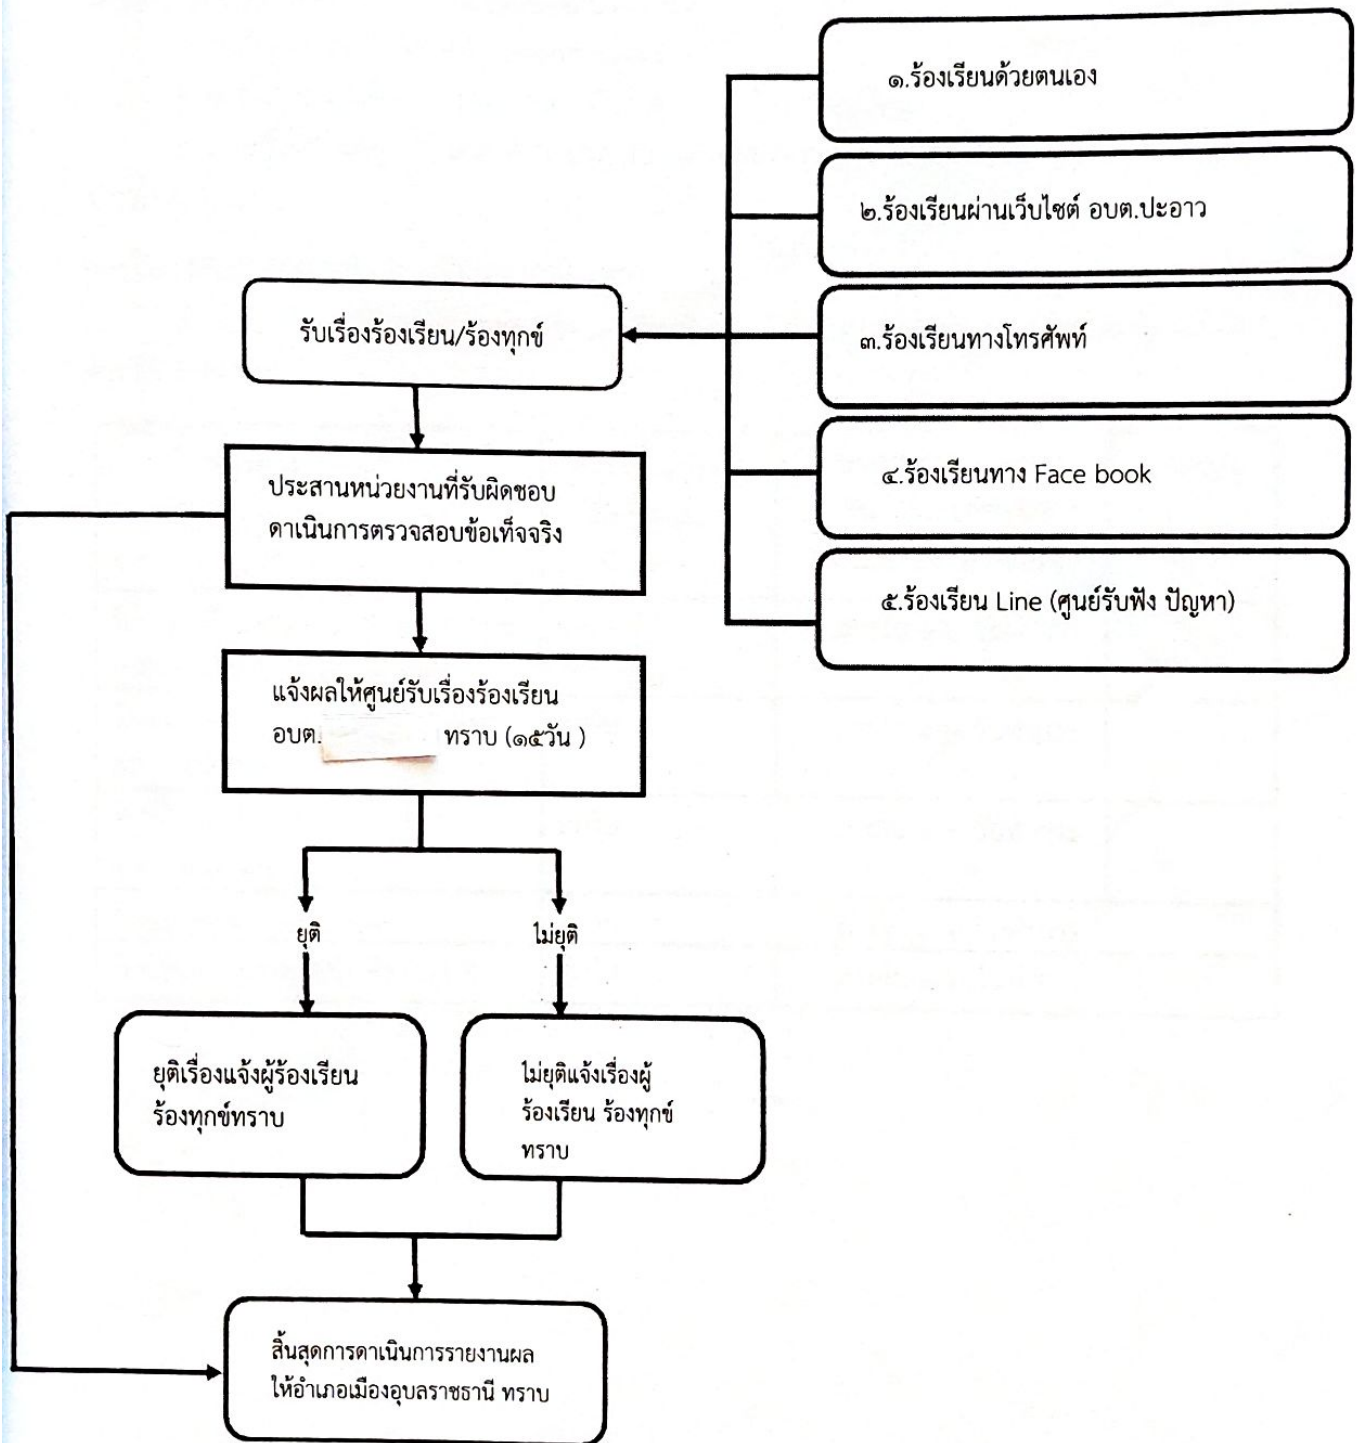 ๑.ร้องเรียนด้วยตนเอง
๒.ร้องเรียนผ่านเว็บไซต์ อบต.ปะอาว
รับเรื่องร้องเรียน/ร้องทุกข์
๓.ร้องเรียนทางโทรศัพท์
๔.ร้องเรียนทาง Face book
๕.ร้องเรียน Line (ศูนย์รับฟัง ปัญหา)
ประสานหน่วยงานที่รับผิดชอบ
ดาเนินการตรวจสอบข้อเท็จจริง
แจ้งผลให้ศูนย์รับเรื่องร้องเรียน
อบต. ทราบ (๑๕วัน )
ยุติ
ไม่ยุติ
ยุติเรื่องแจ้งผู้ร้องเรียน
ร้องทุกข์ทราบ
ไม่ยุติแจ้งเรื่องผู้
ร้องเรียน ร้องทุกข์
ทราบ
สิ้นสุดการดาเนินการรายงานผล
ให้อำเภอเมืองอุบลราชธานี ทราบ